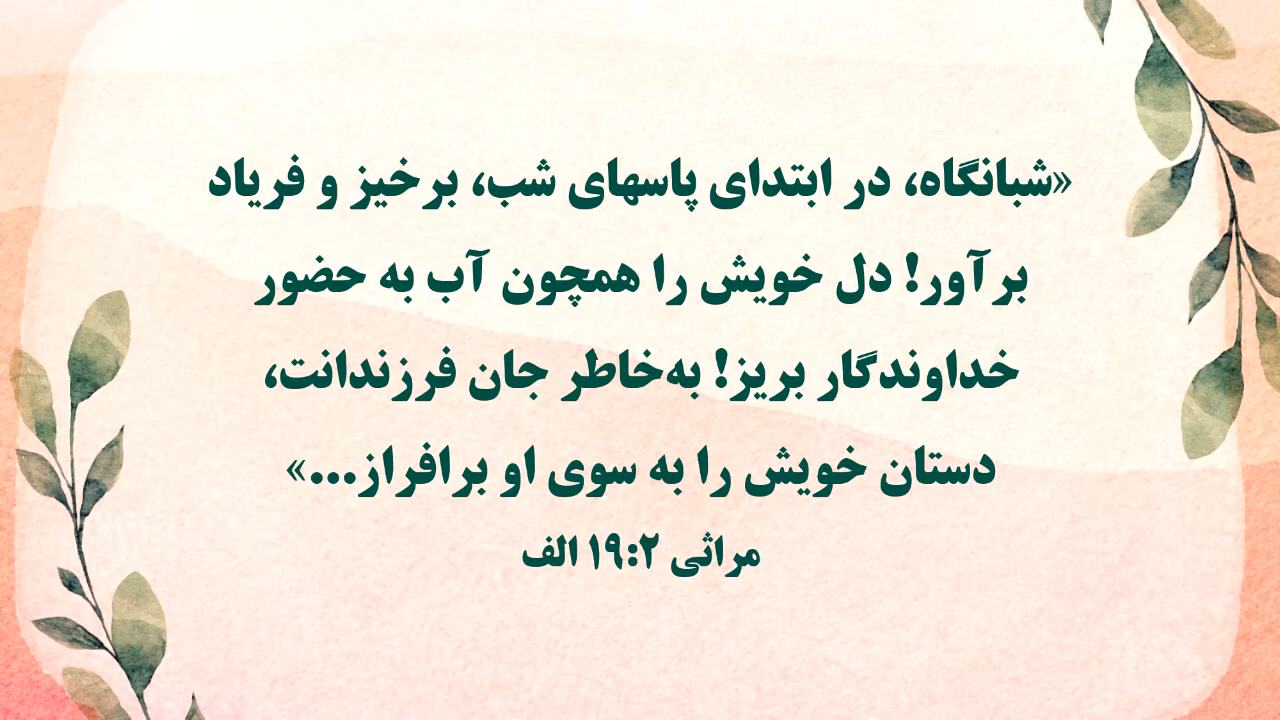 «شبانگاه، در ابتدای پاسهای شب، برخیز و فریاد
برآور! دل خویش را همچون آب به حضور
خداوندگار بریز! به‌خاطر جان فرزندانت،
دستان خویش را به سوی او برافراز...»
مراثی ۱۹:۲ الف